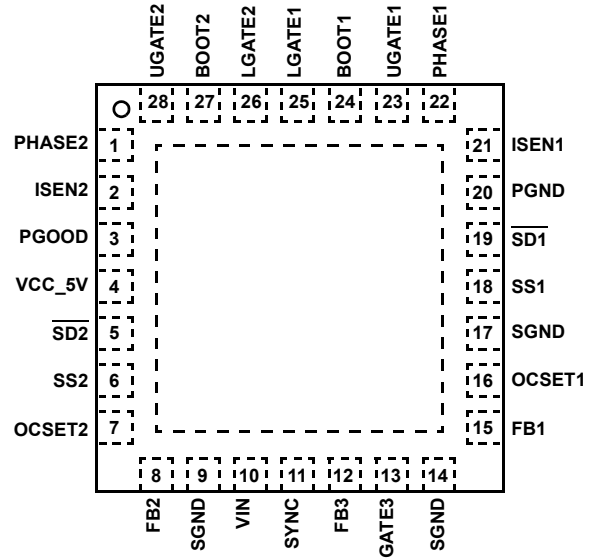 UGATE2 BOOT2 LGATE2 LGATE1 BOOT1 UGATE1 PHASE1
28 27 26 25 24 23 22
PHASE2 1 21 ISEN1
ISEN2 2 20 PGND
PGOOD 3 19 SD1
VCC_5V 4 18 SS1
SD2 5 17 SGND
SS2 6 16 OCSET1
OCSET2 7 15 FB1
8 9 10 11 12 13 14
FB2 SGND VIN SYNC FB3 GATE3 SGND